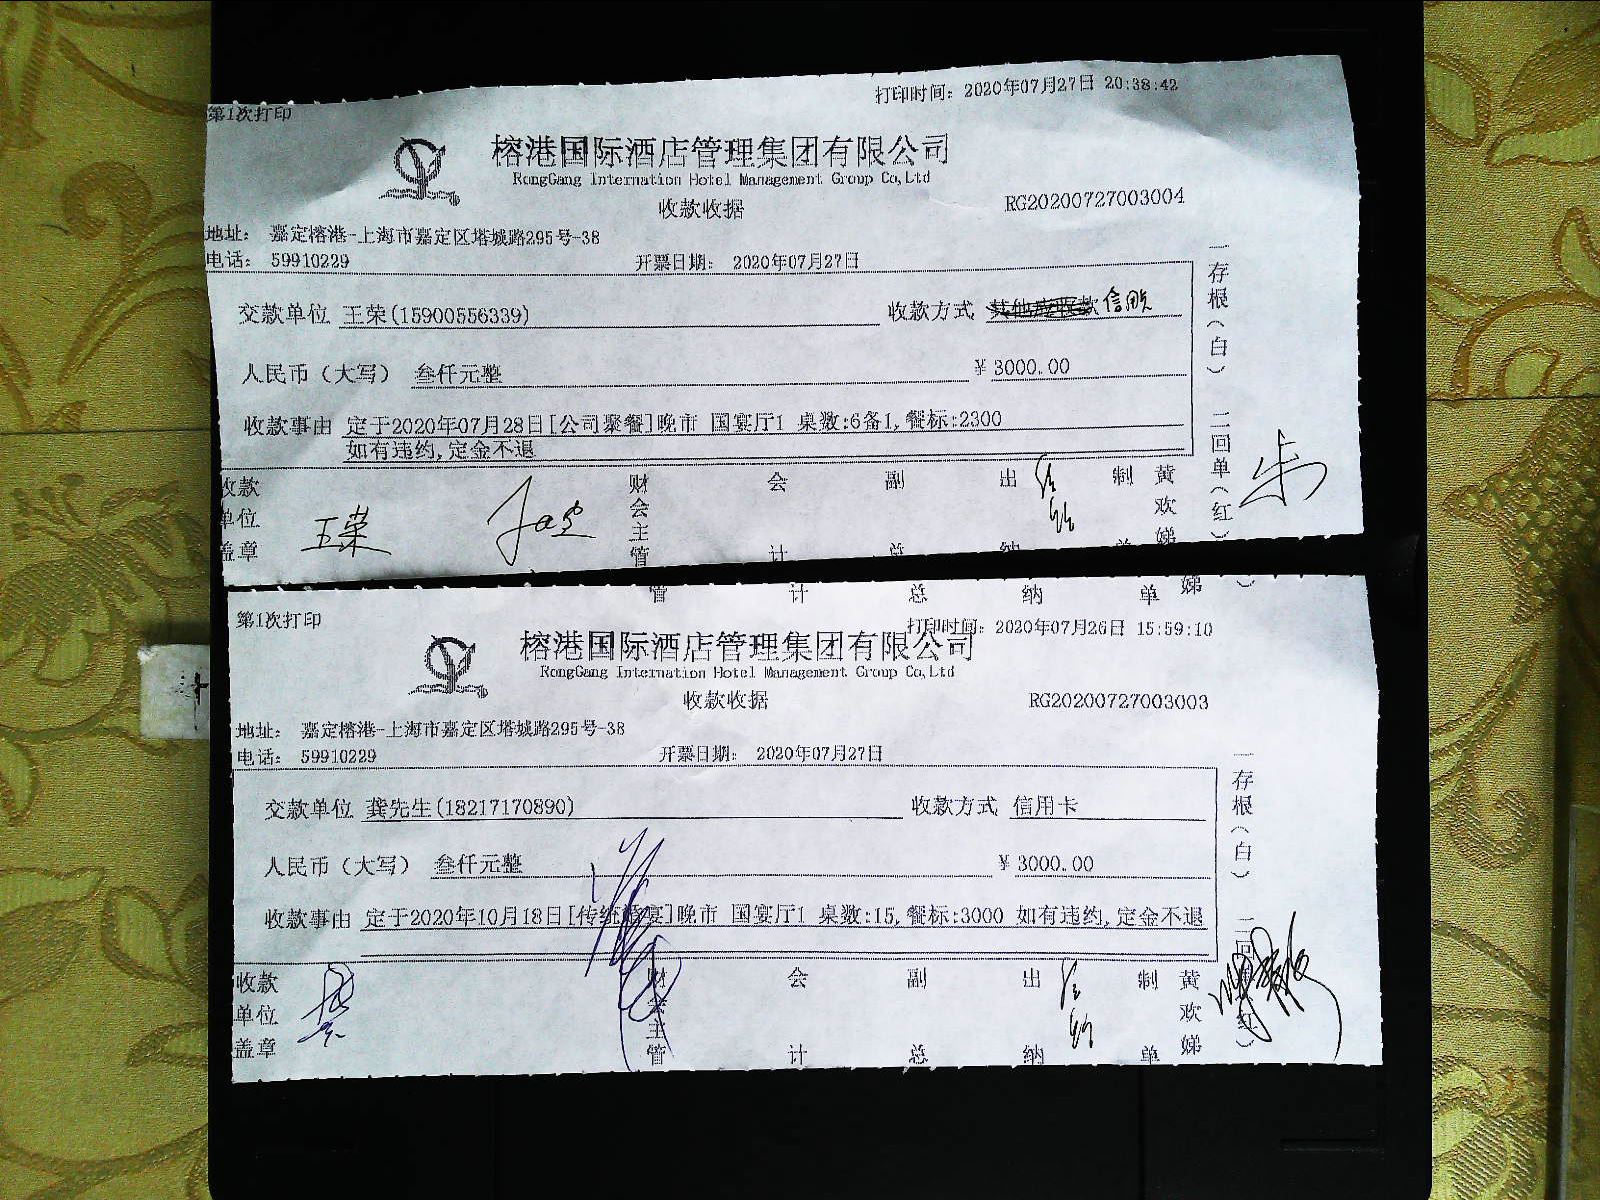 第1次打印
打印时间: 2020年07月27日 20:38:42
榕港国际酒店管理集团有限公司
RongGang Internation Hotel Management Group Co,Ltd
收款收据
RG20200727003004
地址: 嘉定榕港-上海市嘉定区塔城路295号-38
电话: 59910229
开票日期: 2020年07月27日
交款单位 王荣(15900556339)
收款方式
人民币(大写) 叁仟元整 ¥3000.00
收款事由 定于2020年07月28日[公司聚餐]晚市 国宴厅1 桌数:6备1,餐标:2300
如有违约,定金不退
收款单位盖章
王荣
财会主管
会计
副总
出纳
制单
黄欢娣
一存根(白) 二回单(红)
管 计 总 纳 单 娣 )
第1次打印
打印时间: 2020年07月26日 15:59:10
榕港国际酒店管理集团有限公司
RongGang Internation Hotel Management Group Co,Ltd
收款收据
RG20200727003003
地址: 嘉定榕港-上海市嘉定区塔城路295号-38
电话: 59910229
开票日期: 2020年07月27日
交款单位 龚先生(18217170890) 收款方式 信用卡
人民币(大写) 叁仟元整 ¥3000.00
收款事由 定于2020年10月18日[传统婚宴]晚市 国宴厅1 桌数:15,餐标:3000 如有违约,定金不退
收款单位盖章
财会主管
会计
副总
出纳
制单
黄欢娣
一存根(白) 二回 红)